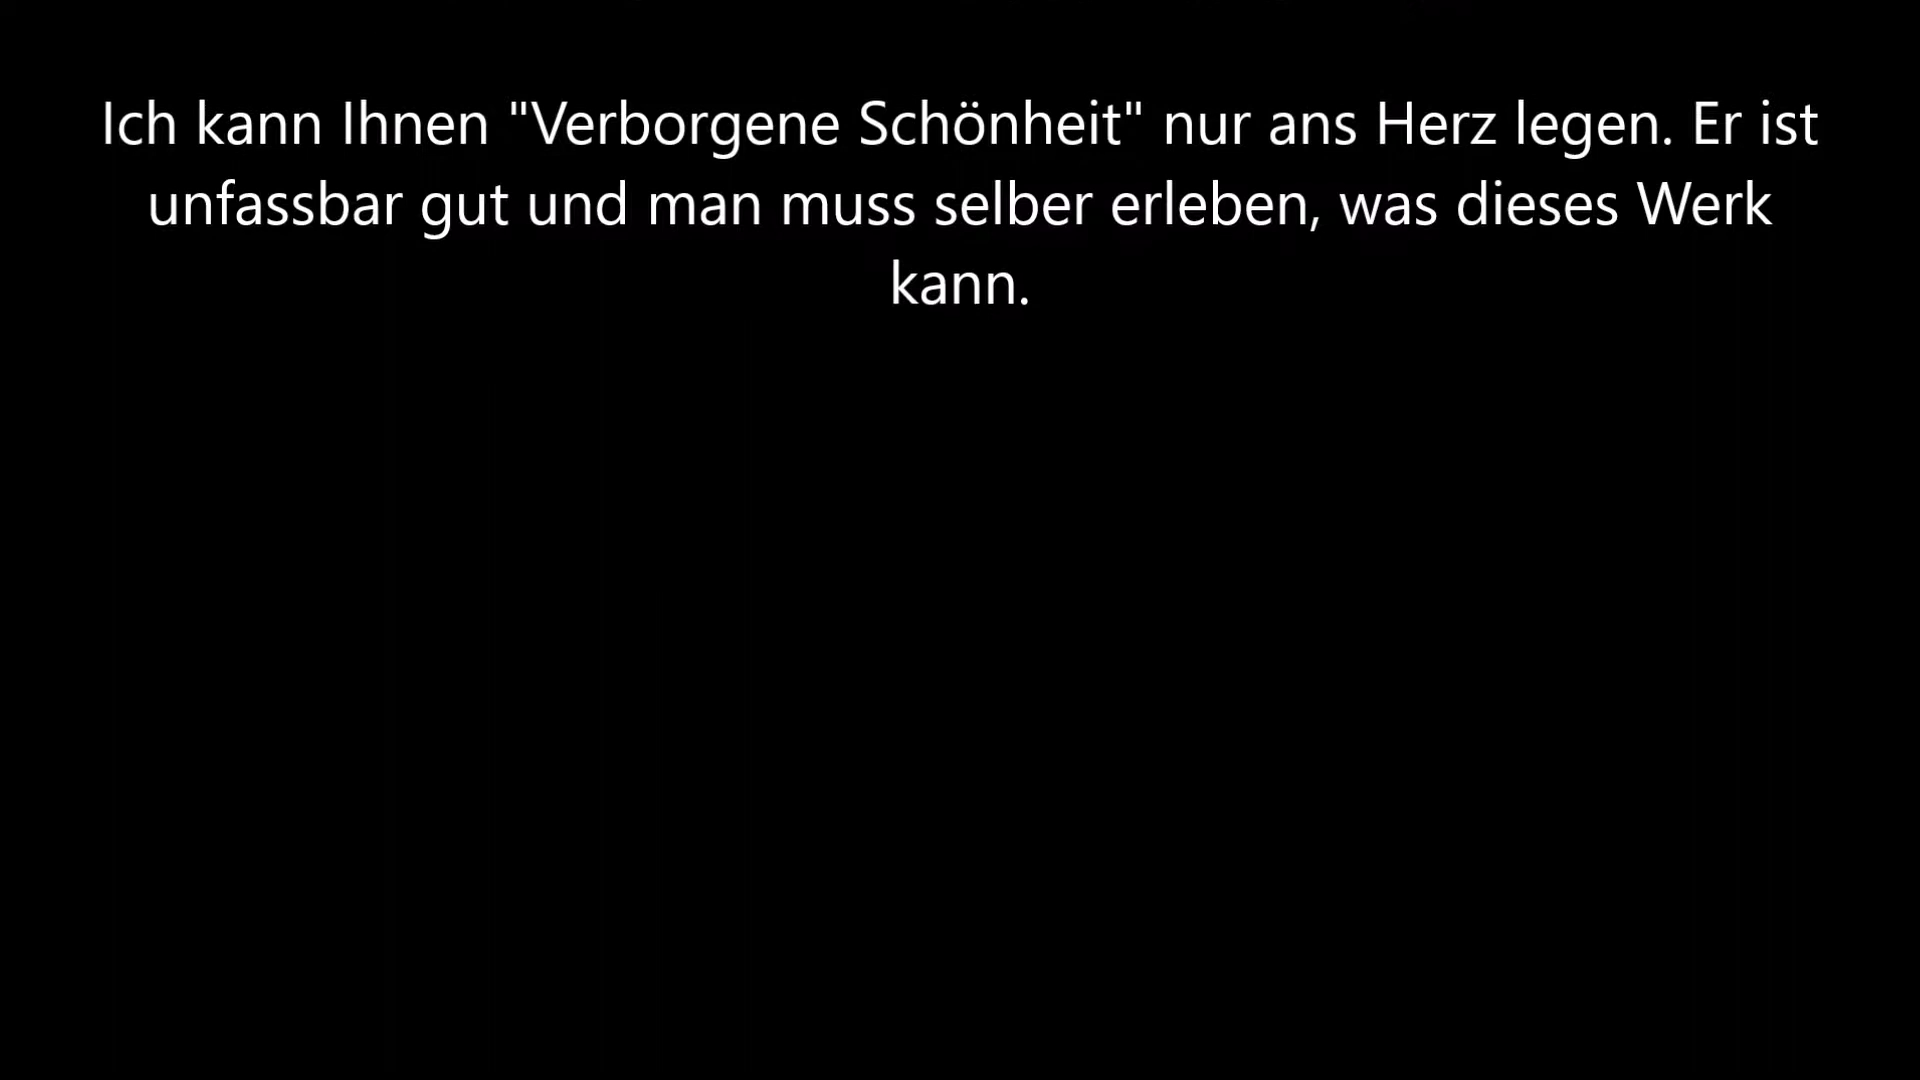 Ich kann Ihnen "Verborgene Schönheit" nur ans Herz legen. Er ist
unfassbar gut und man muss selber erleben, was dieses Werk
kann.